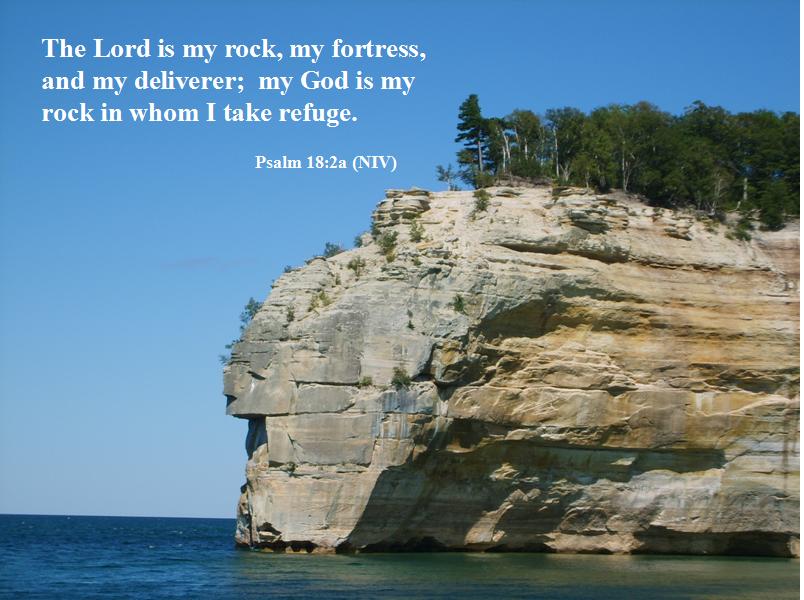 The Lord is my rock, my fortress,
and my deliverer;  my God is my
rock in whom I take refuge.
Psalm 18:2a (NIV)